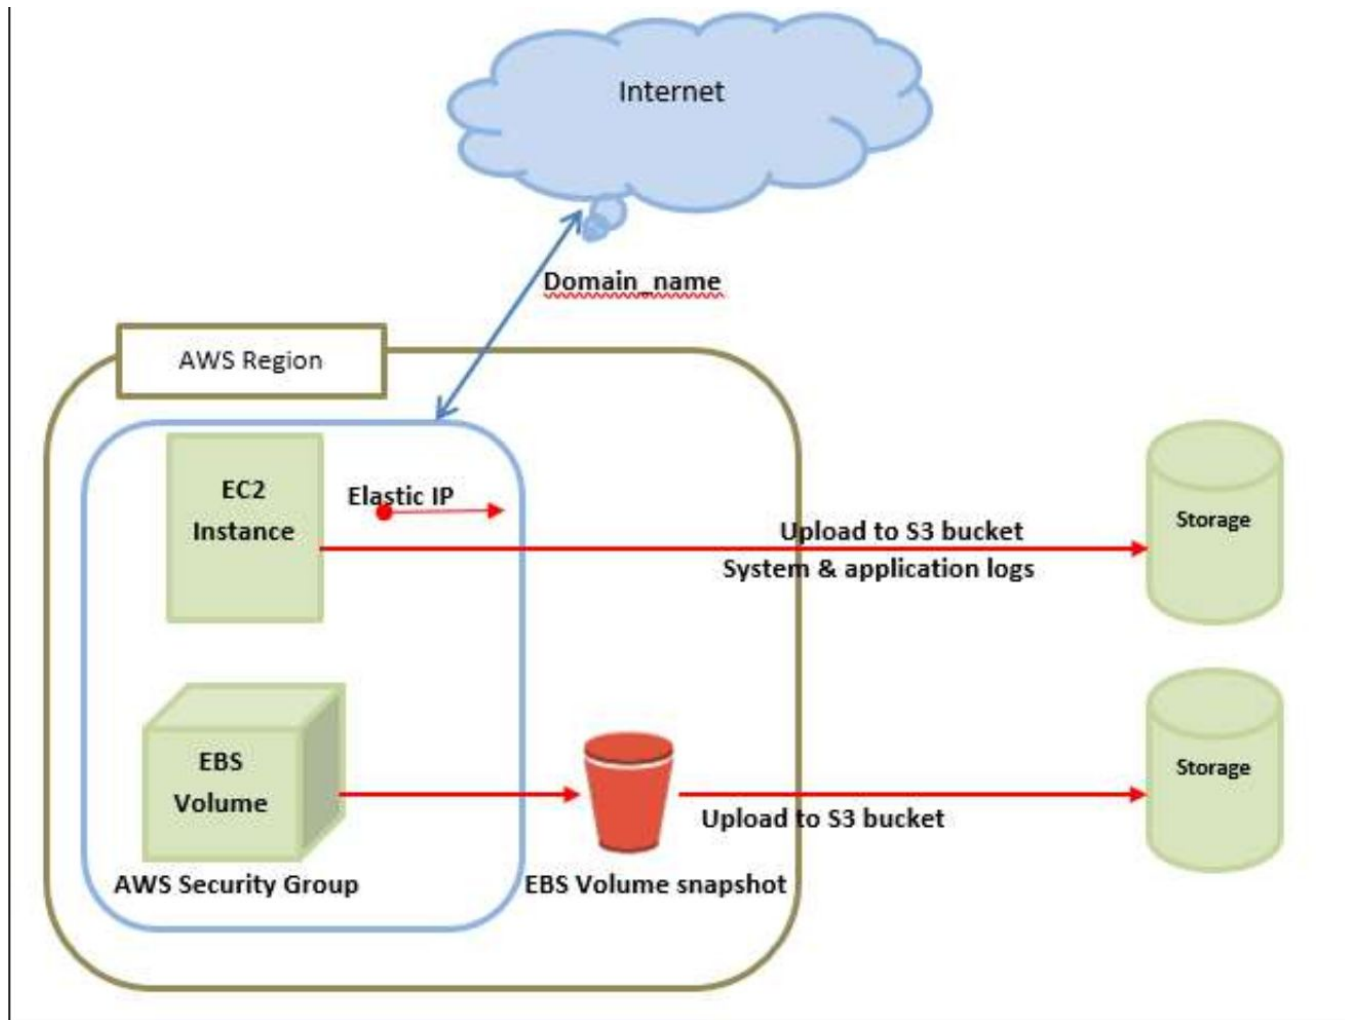 Internet
Domain_name
AWS Region
EC2
Instance
Elastic IP
Upload to S3 bucket
System & application logs
Storage
EBS
Volume
Storage
Upload to S3 bucket
AWS Security Group
EBS Volume snapshot